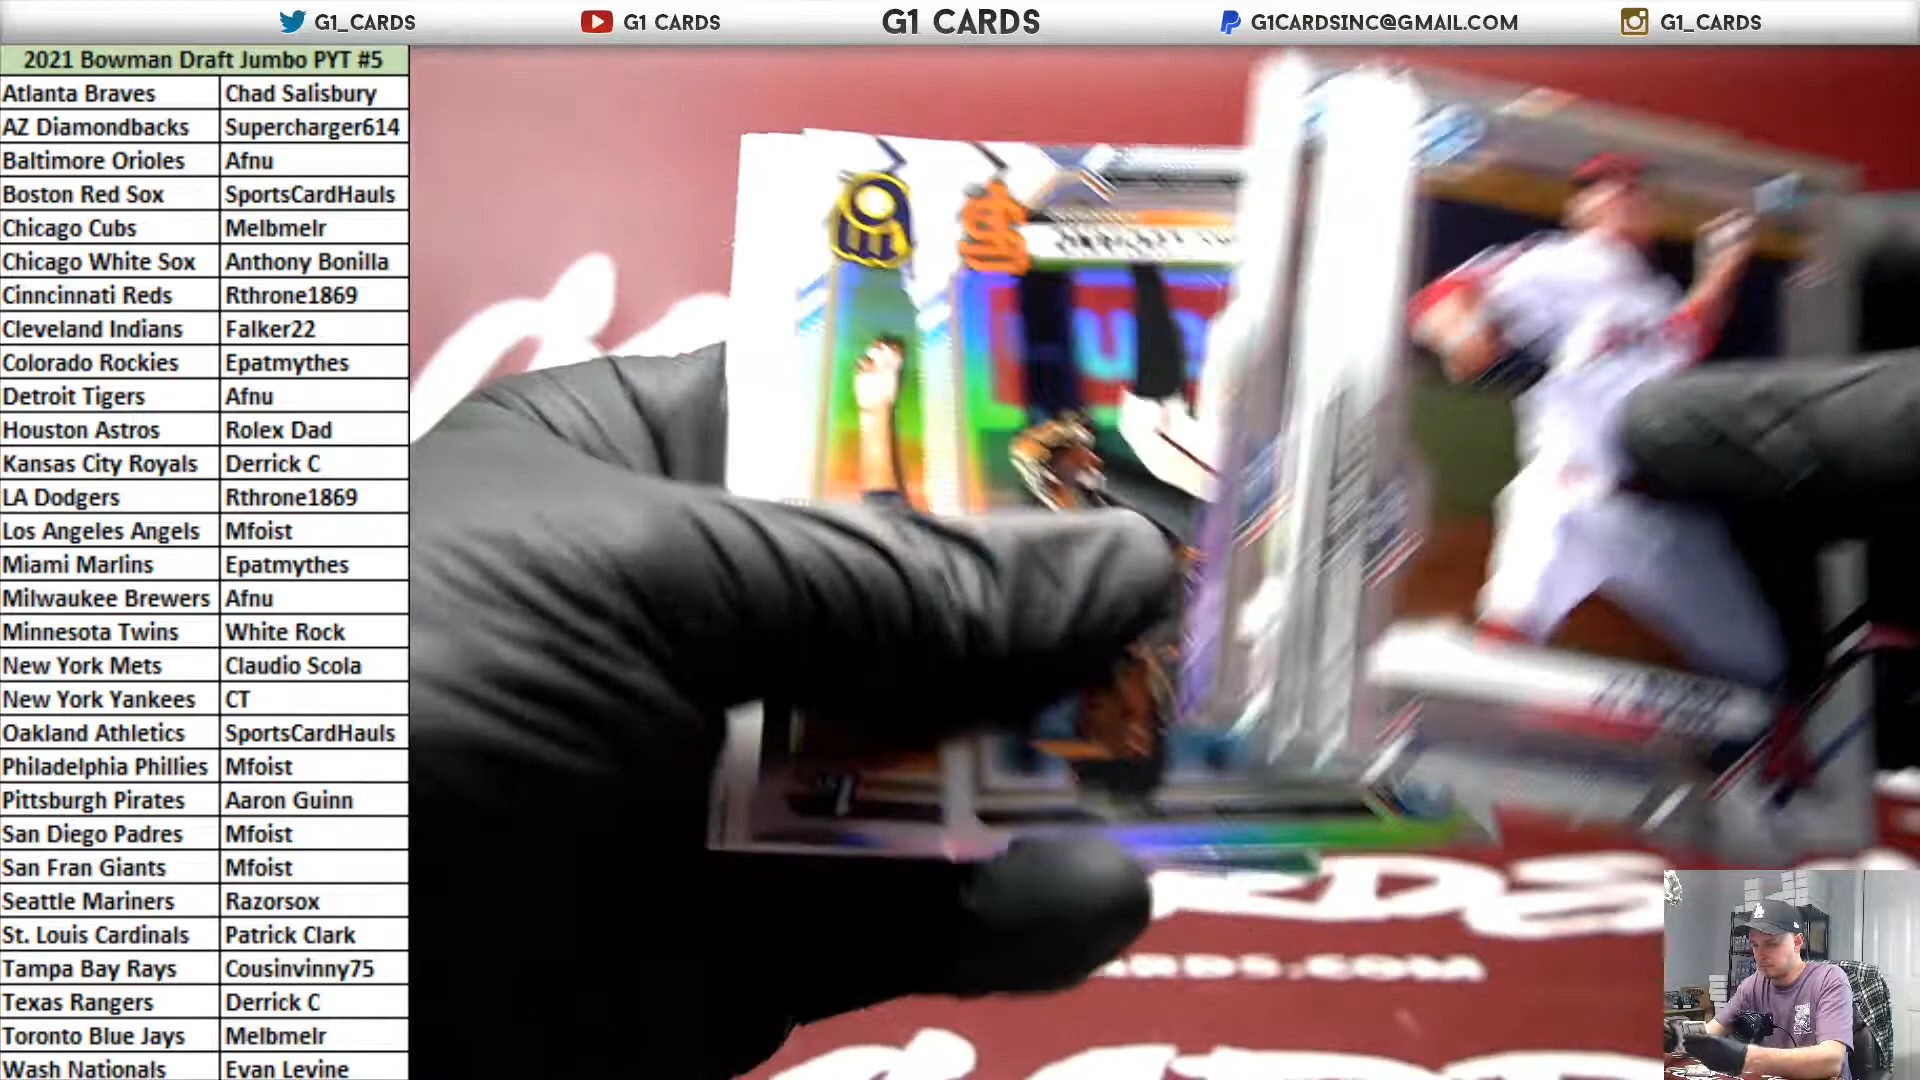 G1_CARDS G1 CARDS G1 CARDS G1CARDSINC@GMAIL.COM G1_CARDS
2021 Bowman Draft Jumbo PYT #5
Atlanta Braves Chad Salisbury
AZ Diamondbacks Supercharger614
Baltimore Orioles Afnu
Boston Red Sox SportsCardHauls
Chicago Cubs Melbmelr
Chicago White Sox Anthony Bonilla
Cinncinnati Reds Rthrone1869
Cleveland Indians Falker22
Colorado Rockies Epatmythes
Detroit Tigers Afnu
Houston Astros Rolex Dad
Kansas City Royals Derrick C
LA Dodgers Rthrone1869
Los Angeles Angels Mfoist
Miami Marlins Epatmythes
Milwaukee Brewers Afnu
Minnesota Twins White Rock
New York Mets Claudio Scola
New York Yankees CT
Oakland Athletics SportsCardHauls
Philadelphia Phillies Mfoist
Pittsburgh Pirates Aaron Guinn
San Diego Padres Mfoist
San Fran Giants Mfoist
Seattle Mariners Razorsox
St. Louis Cardinals Patrick Clark
Tampa Bay Rays Cousinvinny75
Texas Rangers Derrick C
Toronto Blue Jays Melbmelr
Wash Nationals Evan Levine